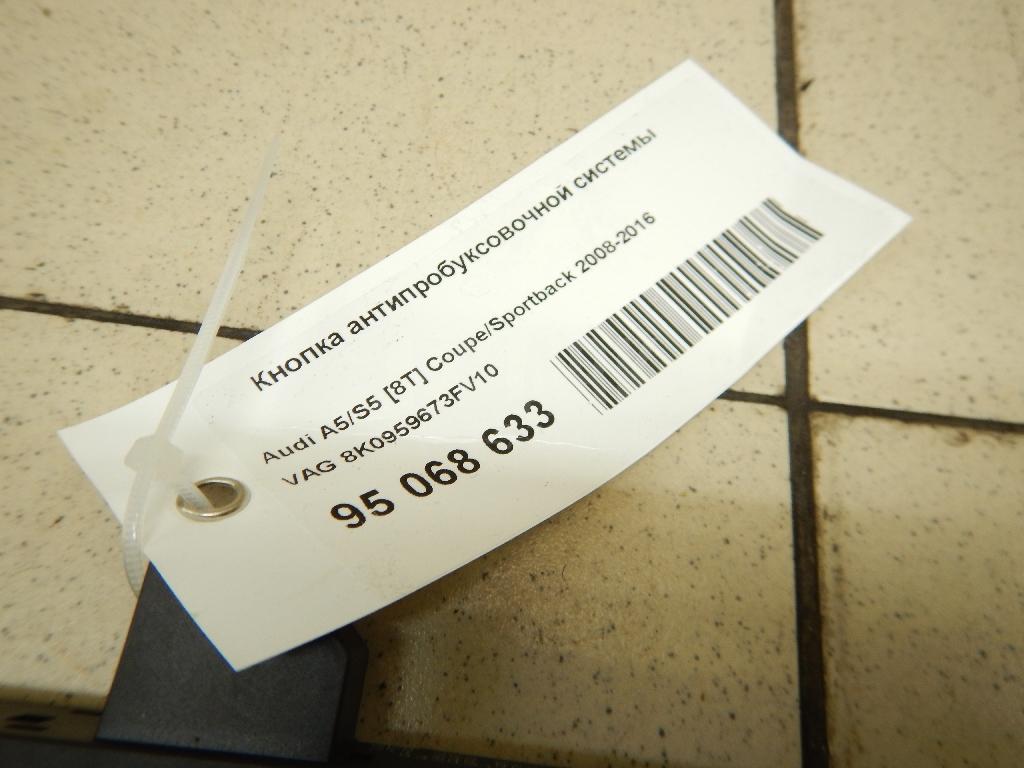 Кнопка антипробуксовочной системы
Audi A5/S5 [8T] Coupe/Sportback 2008-2016
VAG 8K0959673FV10
95 068 633